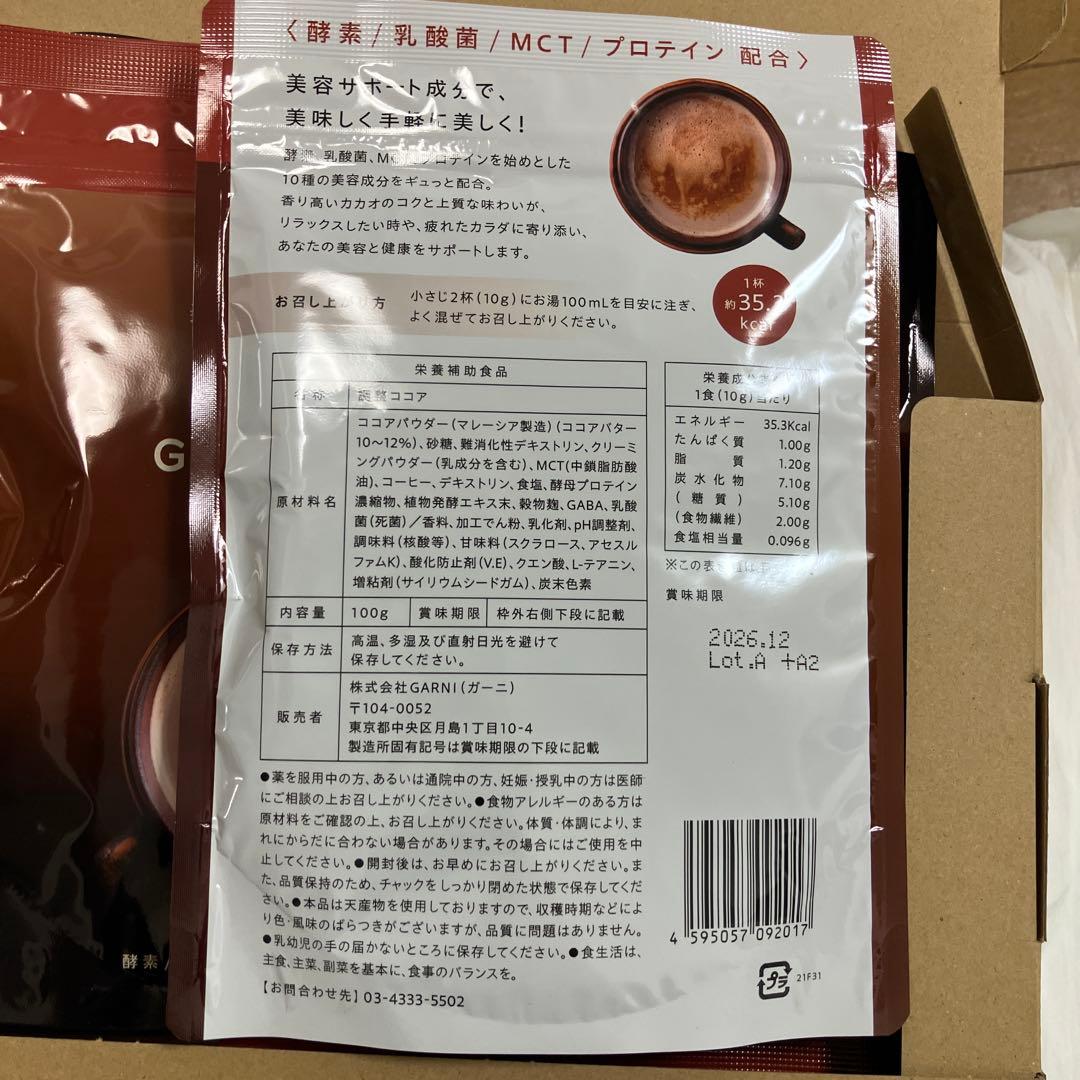 〈酵素/乳酸菌/MCT/プロテイン 配合〉
美容サポート成分で、
美味しく手軽に美しく!
乳酸菌、 プロテインを始めとした
10種の美容成分をギュっと配合。
香り高いカカオのコクと上質な味わいが、
リラックスしたい時や、疲れたカラダに寄り添い、
あなたの美容と健康をサポートします。
お召し上がり方
小さじ2杯(10g)にお湯100mLを目安に注ぎ、
よく混ぜてお召し上がりください。
1杯
約35.3
kcal
栄養補助食品
名称 調整ココア
原材料名
ココアパウダー(マレーシア製造)(ココアバター
10〜12%)、砂糖、難消化性デキストリン、クリーミ
ングパウダー(乳成分を含む)、MCT(中鎖脂肪酸
油)、コーヒー、デキストリン、食塩、酵母プロテイン
濃縮物、植物発酵エキス末、穀物麹、GABA、乳酸
菌(死菌)/香料、加工でん粉、乳化剤、pH調整剤、
調味料(核酸等)、甘味料(スクラロース、アセスル
ファムK)、酸化防止剤(V.E)、クエン酸、L-テアニン、
増粘剤(サイリウムシードガム)、炭末色素
内容量 100g 賞味期限 枠外右側下段に記載
保存方法
高温、多湿及び直射日光を避けて
保存してください。
販売者
株式会社GARNI(ガーニ)
〒104-0052
東京都中央区月島1丁目10-4
製造所固有記号は賞味期限の下段に記載
栄養成分
1食(10g)当たり
エネルギー 35.3Kcal
たんぱく質 1.00g
脂質 1.20g
炭水化物 7.10g
(糖質) 5.10g
(食物繊維) 2.00g
食塩相当量 0.096g
※この表
賞味期限
2026.12
Lot.A +A2
●薬を服用中の方、あるいは通院中の方、妊娠・授乳中の方は医師
にご相談の上お召し上がりください。●食物アレルギーのある方は
原材料をご確認の上、お召し上がりください。体質・体調により、ま
れにからだに合わない場合があります。その場合にはご使用を中
止してください。●開封後は、お早めにお召し上がりください。ま
た、品質保持のため、チャックをしっかり閉めた状態で保存してくだ
さい。●本品は天産物を使用しておりますので、収穫時期などによ
り色・風味のばらつきがございますが、品質に問題はありません。
●乳幼児の手の届かないところに保存してください。●食生活は、
主食、主菜、副菜を基本に、食事のバランスを。
【お問合わせ先】03-4333-5502
4 595057 092017
プラ
21F31
G
酵素/